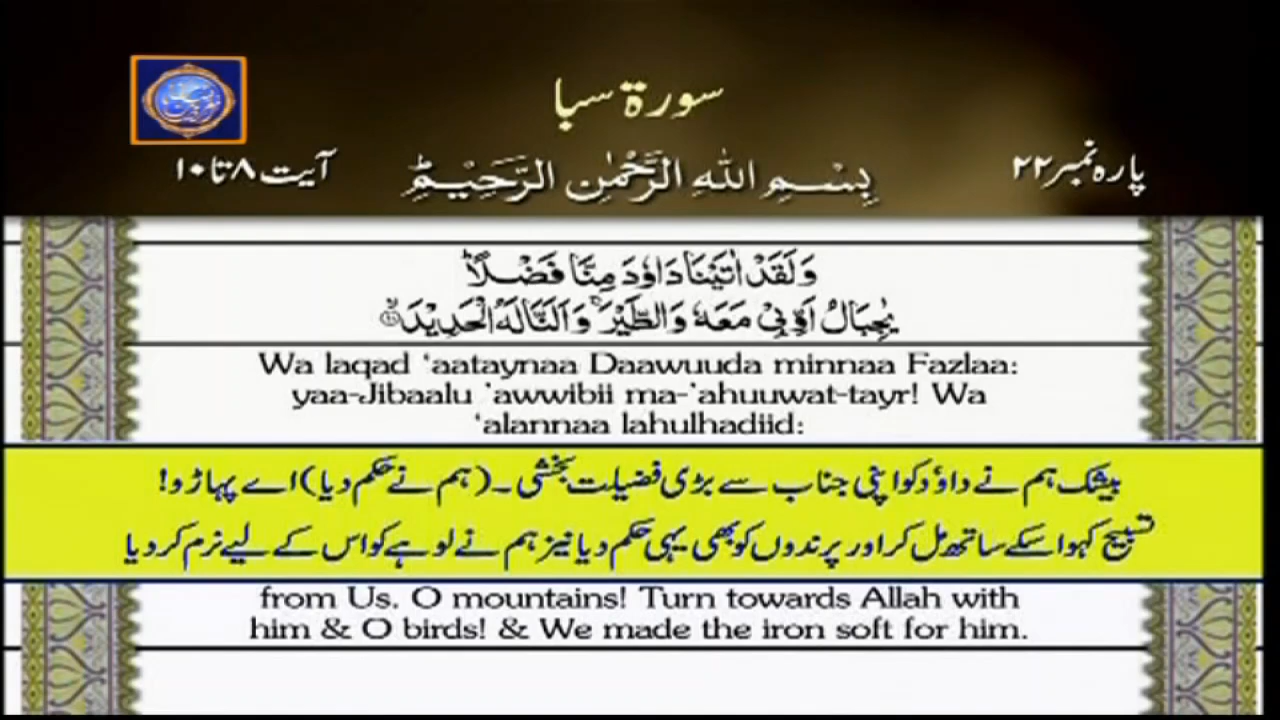 سورۃ سبا
پارہ نمبر ۲۲
بِسْمِ اللهِ الرَّحْمٰنِ الرَّحِيْمِ
آیت ۸ تا ۱۰
وَلَقَدْ اٰتَيْنَا دَاوٗدَ مِنَّا فَضْلًاؕ
يٰجِبَالُ اَوِّبِيْ مَعَهٗ وَالطَّيْرَۚ وَاَلَنَّا لَهُ الْحَدِيْدَۙ۝۱۰
Wa laqad ‘aataynaa Daawuuda minnaa Fazlaa:
yaa-Jibaalu ‘awwibii ma-‘ahuuwat-tayr! Wa
‘alannaa lahulhadiid:
بیشک ہم نے داوٗد کو اپنی جناب سے بڑی فضیلت بخشی۔ (ہم نے حکم دیا) اے پہاڑو!
تسبیح کہو اسکے ساتھ مل کر اور پرندوں کو بھی یہی حکم دیا نیز ہم نے لوہے کو اس کے لیے نرم کر دیا
from Us. O mountains! Turn towards Allah with
him & O birds! & We made the iron soft for him.